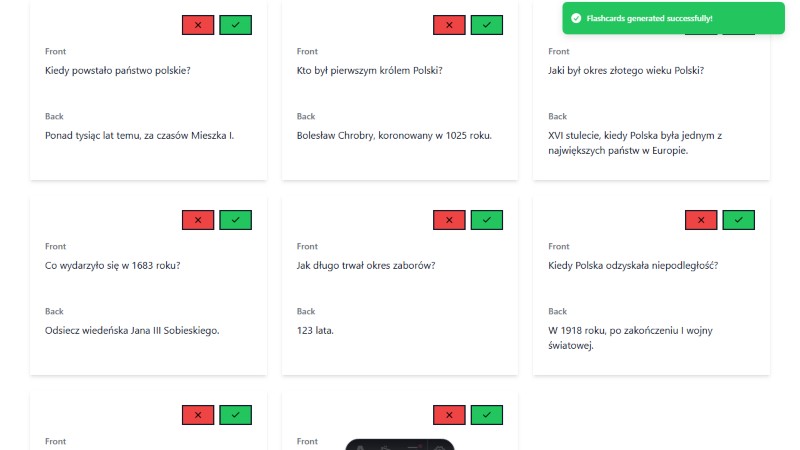 Flashcards generated successfully!
Front
Kiedy powstało państwo polskie?
Back
Ponad tysiąc lat temu, za czasów Mieszka I.
Front
Kto był pierwszym królem Polski?
Back
Bolesław Chrobry, koronowany w 1025 roku.
Front
Jaki był okres złotego wieku Polski?
Back
XVI stulecie, kiedy Polska była jednym z
największych państw w Europie.
Front
Co wydarzyło się w 1683 roku?
Back
Odsiecz wiedeńska Jana III Sobieskiego.
Front
Jak długo trwał okres zaborów?
Back
123 lata.
Front
Kiedy Polska odzyskała niepodległość?
Back
W 1918 roku, po zakończeniu I wojny
światowej.
Front
Front